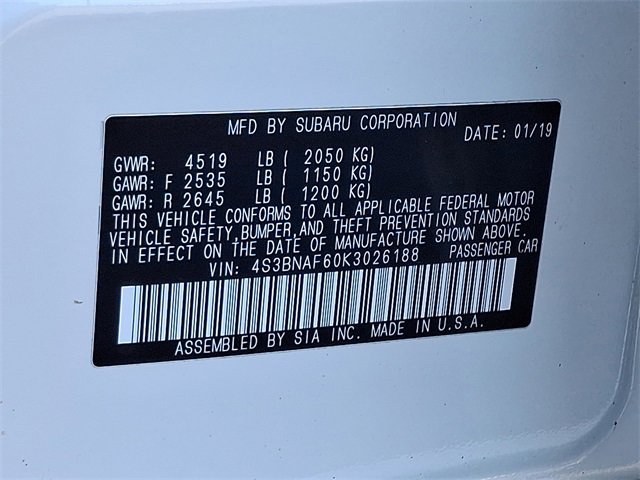 MFD BY SUBARU CORPORATION
DATE: 01/19
GVWR: 4519 LB ( 2050 KG)
GAWR: F 2535 LB ( 1150 KG)
GAWR: R 2645 LB ( 1200 KG)
THIS VEHICLE CONFORMS TO ALL APPLICABLE FEDERAL MOTOR
VEHICLE SAFETY,BUMPER,AND THEFT PREVENTION STANDARDS
IN EFFECT ON THE DATE OF MANUFACTURE SHOWN ABOVE.
VIN: 4S3BNAF60K3026188 PASSENGER CAR
ASSEMBLED BY SIA INC. MADE IN U.S.A.